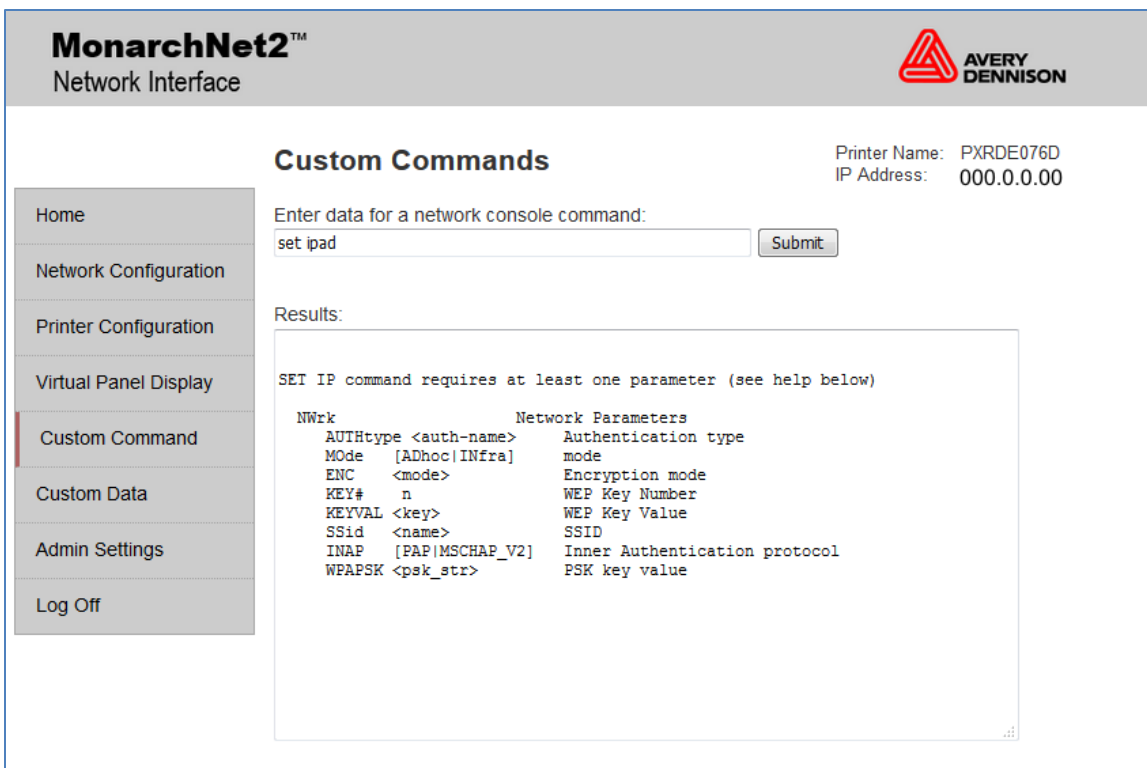 MonarchNet2™
Network Interface
AVERY
DENNISON
Custom Commands
Printer Name: PXRDE076D
IP Address: 000.0.0.00
Home
Network Configuration
Printer Configuration
Virtual Panel Display
Custom Command
Custom Data
Admin Settings
Log Off
Enter data for a network console command:
set ipad Submit
Results:
SET IP command requires at least one parameter (see help below)
NWrk Network Parameters
AUTHtype <auth-name> Authentication type
MOde [ADhoc|INfra] mode
ENC <mode> Encryption mode
KEY# n WEP Key Number
KEYVAL <key> WEP Key Value
SSid <name> SSID
INAP [PAP|MSCHAP_V2] Inner Authentication protocol
WPAPSK <psk_str> PSK key value